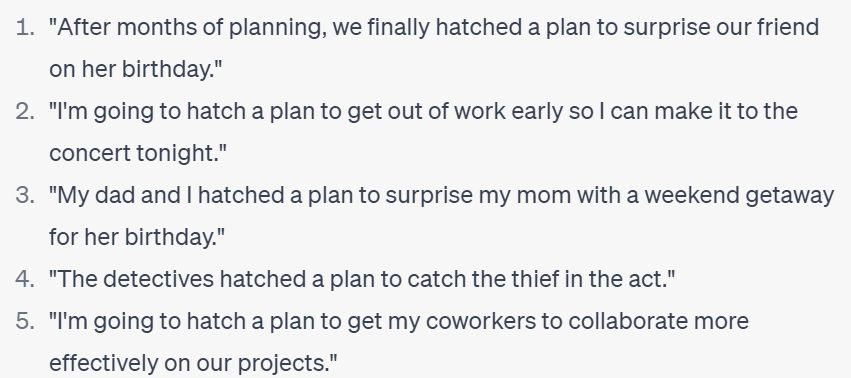 1. "After months of planning, we finally hatched a plan to surprise our friend
on her birthday."
2. "I'm going to hatch a plan to get out of work early so I can make it to the
concert tonight."
3. "My dad and I hatched a plan to surprise my mom with a weekend getaway
for her birthday."
4. "The detectives hatched a plan to catch the thief in the act."
5. "I'm going to hatch a plan to get my coworkers to collaborate more
effectively on our projects."